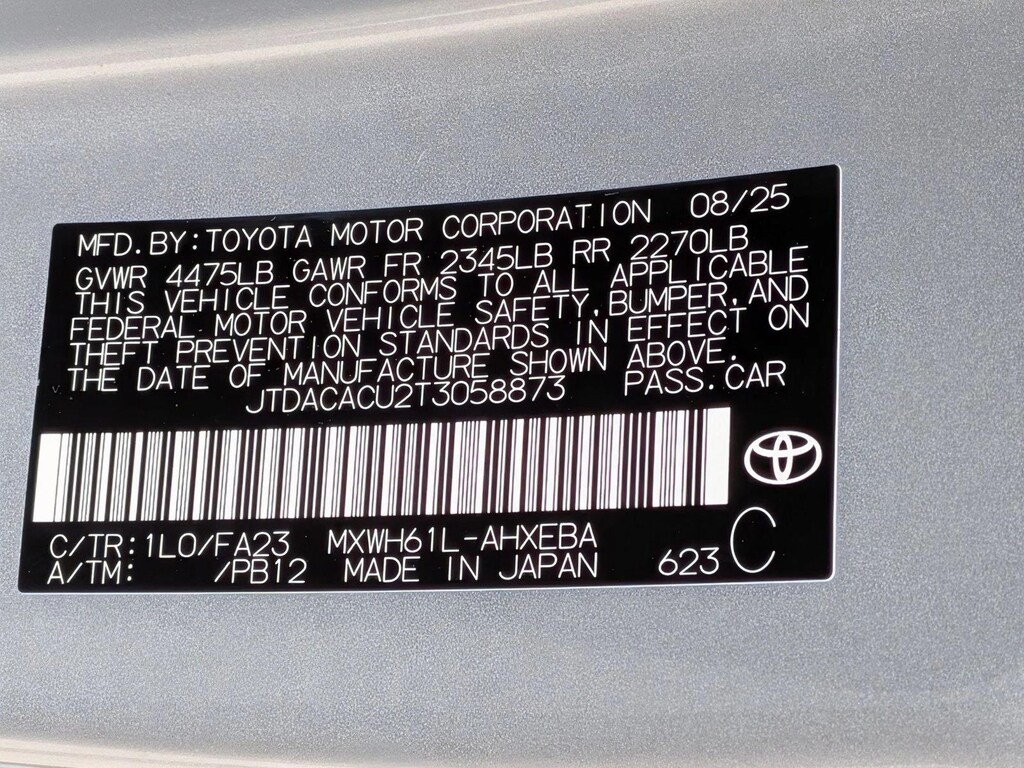 MFD.BY:TOYOTA MOTOR CORPORATION 08/25
GVWR 4475LB GAWR FR 2345LB RR 2270LB
THIS VEHICLE CONFORMS TO ALL APPLICABLE
FEDERAL MOTOR VEHICLE SAFETY,BUMPER,AND
THEFT PREVENTION STANDARDS IN EFFECT ON
THE DATE OF MANUFACTURE SHOWN ABOVE.
JTDACACU2T3058873 PASS.CAR
C/TR:1L0/FA23 MXWH61L-AHXEBA
A/TM: /PB12 MADE IN JAPAN 623 C